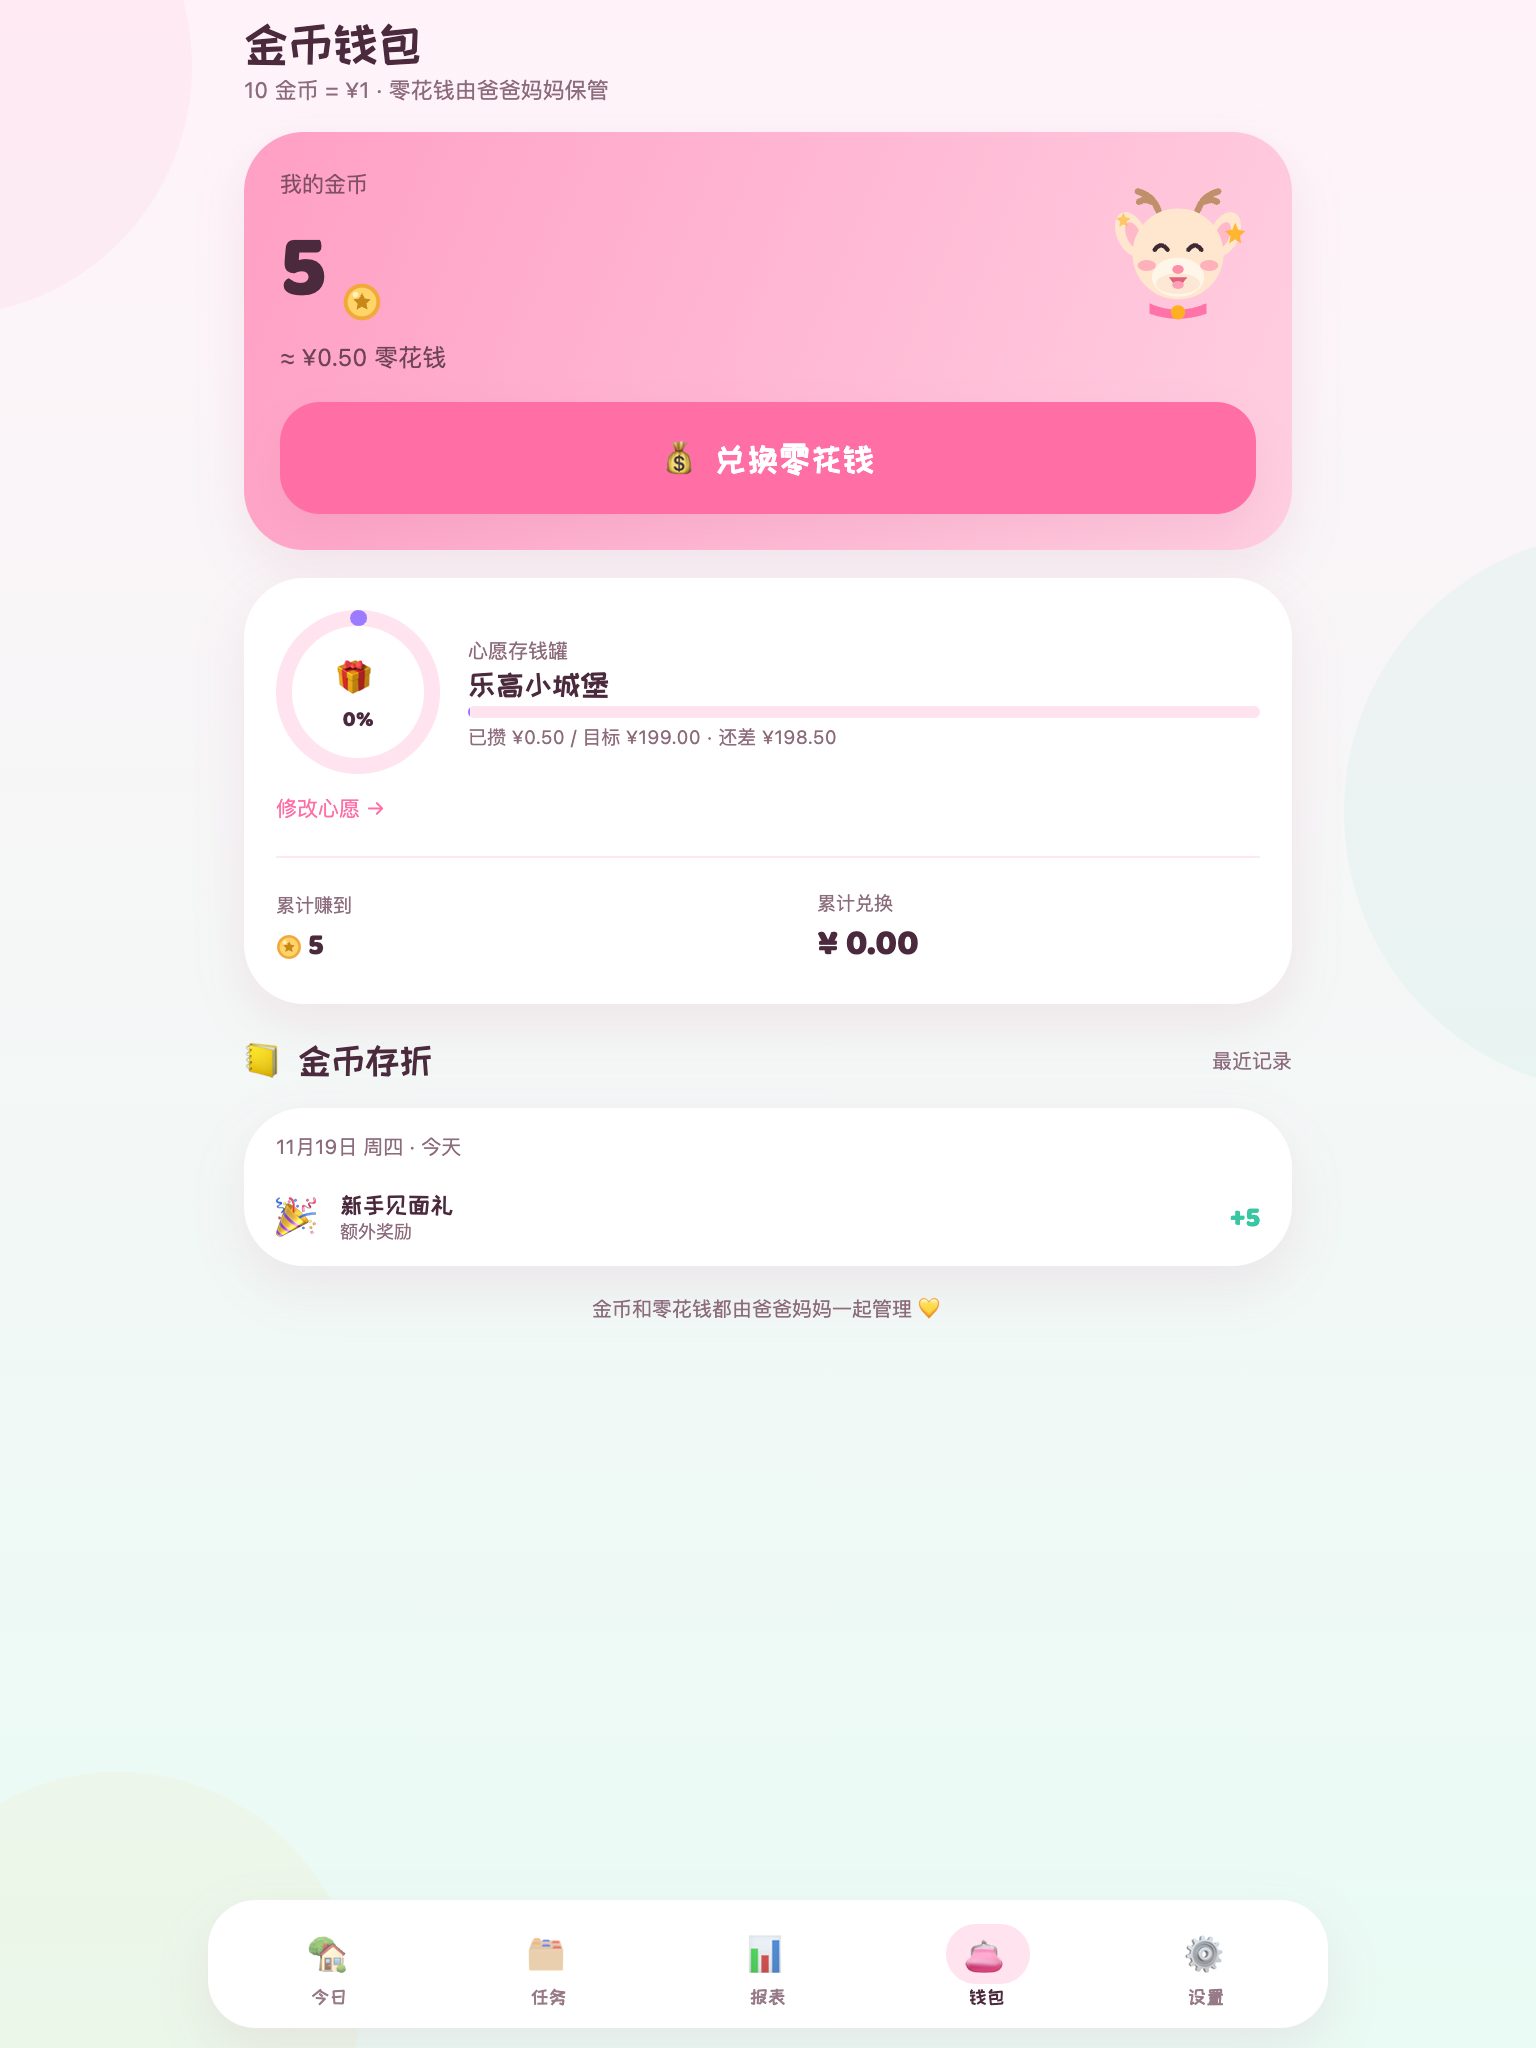 金币钱包
10 金币 = ¥1 · 零花钱由爸爸妈妈保管
我的金币
5
≈ ¥0.50 零花钱
兑换零花钱
0%
心愿存钱罐
乐高小城堡
已攒 ¥0.50 / 目标 ¥199.00 · 还差 ¥198.50
修改心愿 →
累计赚到
5
累计兑换
¥ 0.00
金币存折
最近记录
11月19日 周四 · 今天
新手见面礼
额外奖励
+5
金币和零花钱都由爸爸妈妈一起管理 💛
今日
任务
报表
钱包
设置